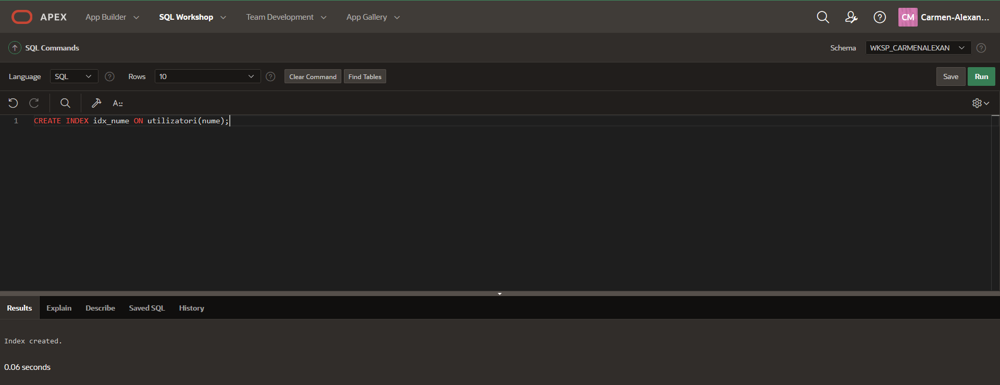 APEX App Builder SQL Workshop Team Development App Gallery CM Carmen-Alexan...
SQL Commands Schema WKSP_CARMENALEXAN
Language SQL Rows 10 Clear Command Find Tables Save Run
A::
1 CREATE INDEX idx_nume ON utilizatori(nume);
Results Explain Describe Saved SQL History
Index created.
0.06 seconds